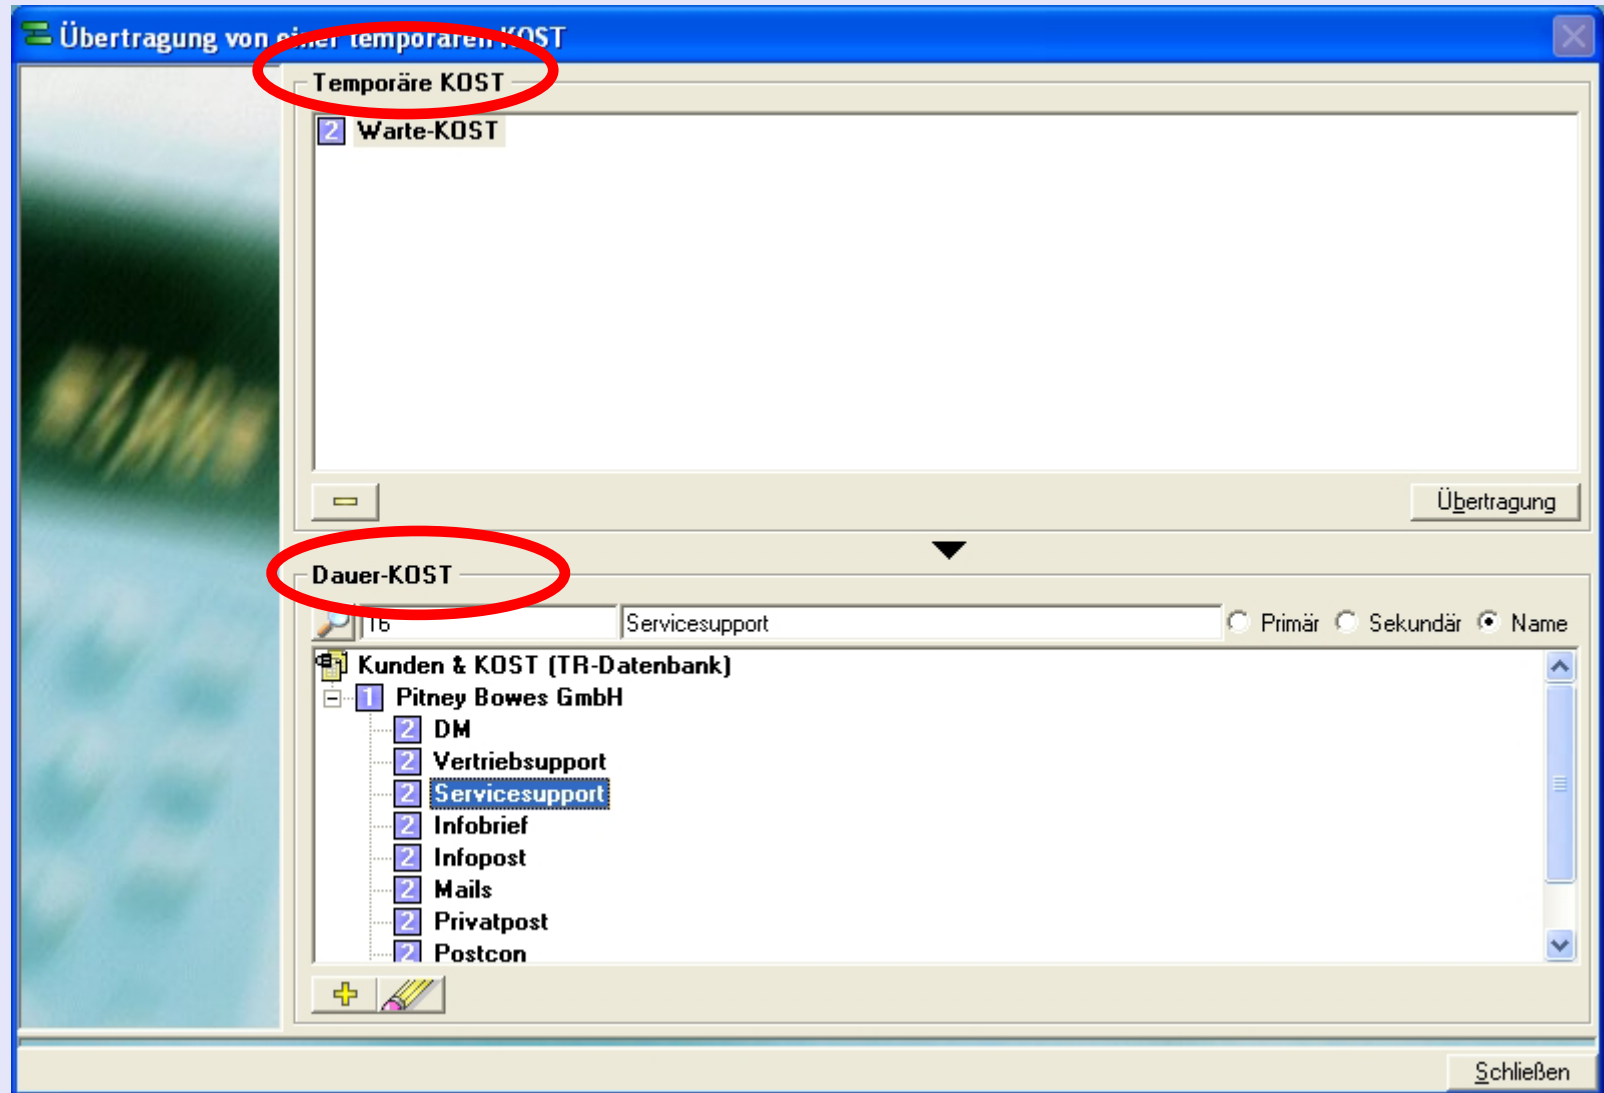 Übertragung von einer temporären KOST
Temporäre KOST
2 Warte-KOST
Übertragung
Dauer-KOST
16 Servicesupport Primär Sekundär Name
Kunden & KOST (TR-Datenbank)
1 Pitney Bowes GmbH
2 DM
2 Vertriebsupport
2 Servicesupport
2 Infobrief
2 Infopost
2 Mails
2 Privatpost
2 Postcon
Schließen